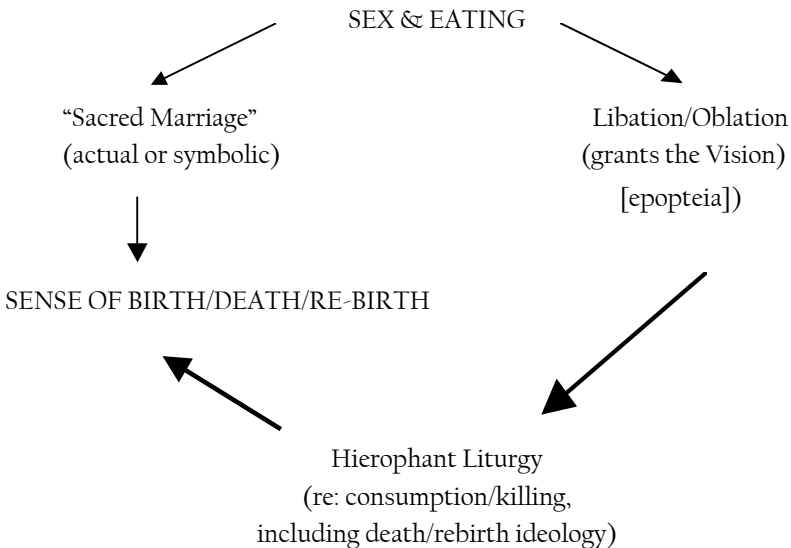 SEX & EATING
“Sacred Marriage”
(actual or symbolic)
Libation/Oblation
(grants the Vision)
[epopteia])
SENSE OF BIRTH/DEATH/RE-BIRTH
Hierophant Liturgy
(re: consumption/killing,
including death/rebirth ideology)